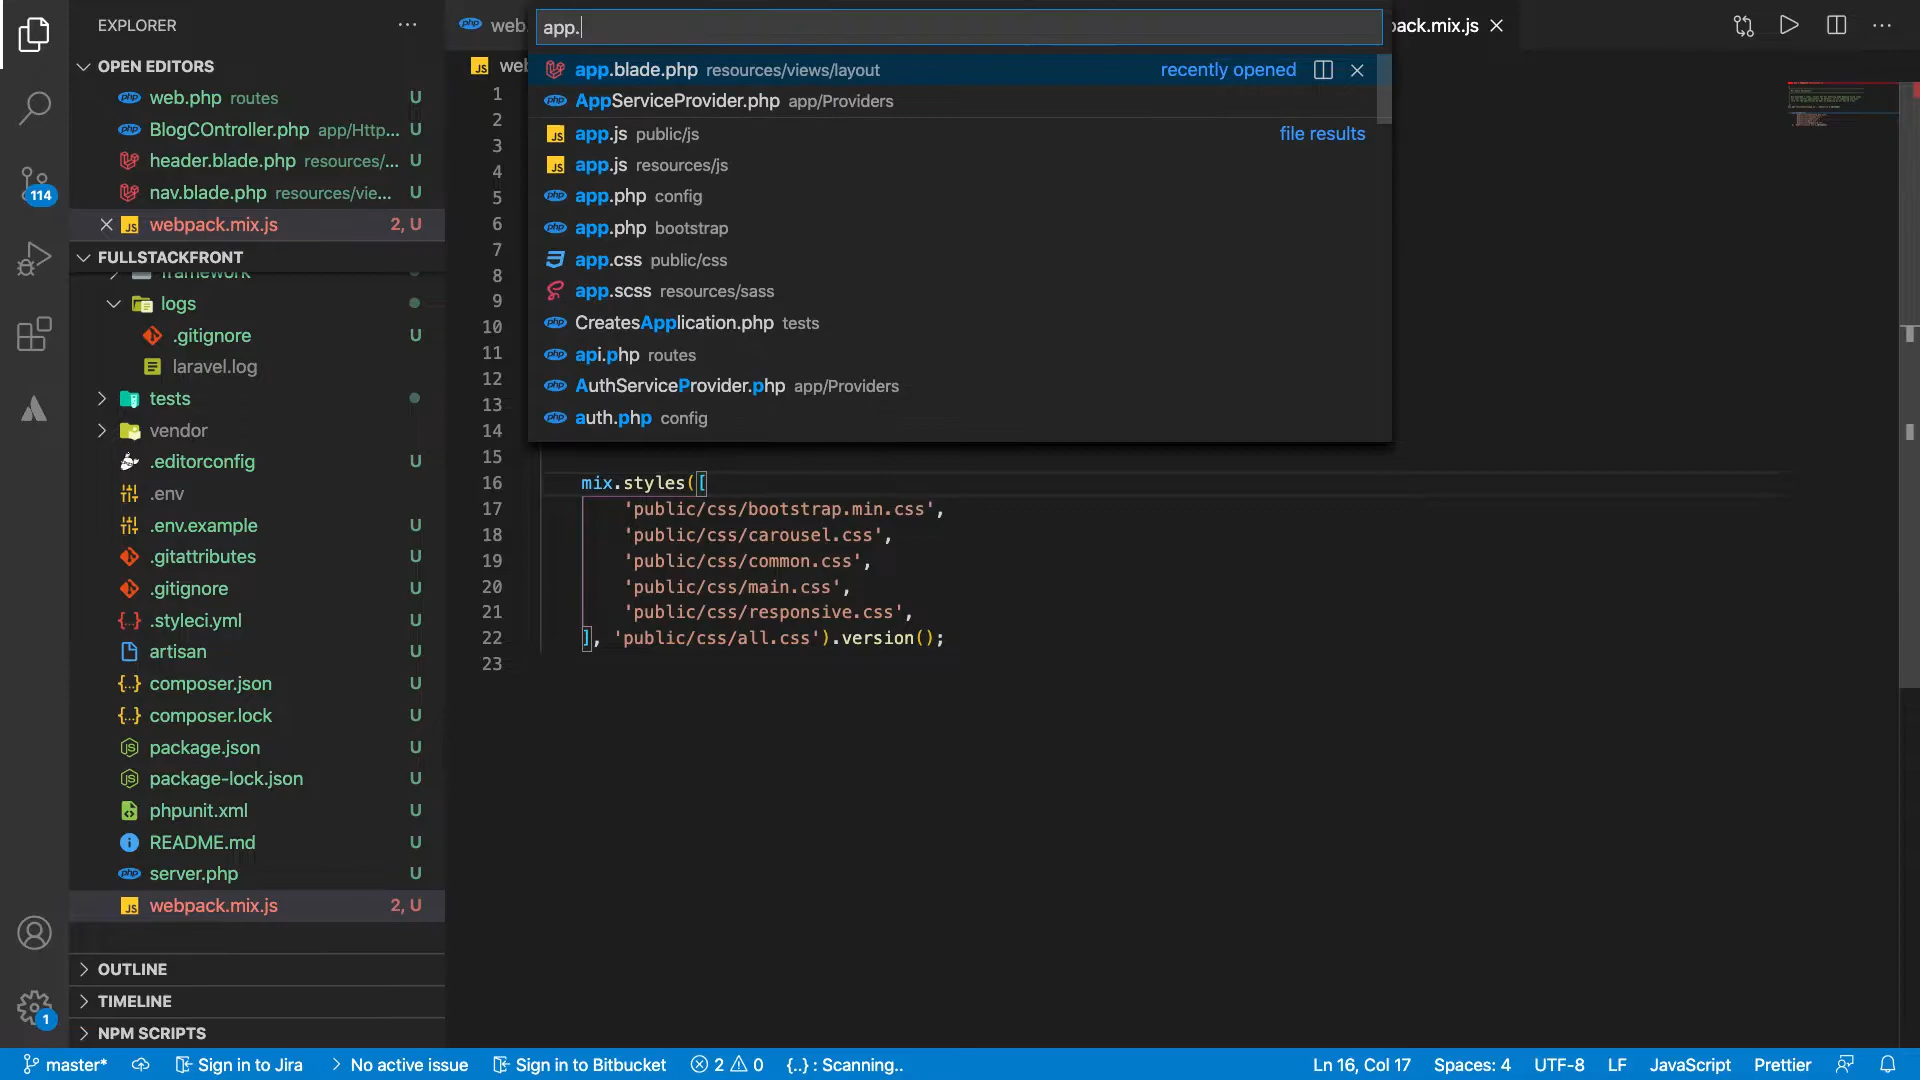 EXPLORER
OPEN EDITORS
web.php routes U
BlogCOntroller.php app/Http... U
header.blade.php resources/... U
nav.blade.php resources/vie... U
webpack.mix.js 2, U
FULLSTACKFRONT
framework
logs
.gitignore U
laravel.log
tests
vendor
.editorconfig U
.env
.env.example U
.gitattributes U
.gitignore U
.styleci.yml U
artisan U
composer.json U
composer.lock U
package.json U
package-lock.json U
phpunit.xml U
README.md U
server.php U
webpack.mix.js 2, U
OUTLINE
TIMELINE
NPM SCRIPTS
114
1
web.
pack.mix.js
app.
app.blade.php resources/views/layout recently opened
AppServiceProvider.php app/Providers
app.js public/js file results
app.js resources/js
app.php config
app.php bootstrap
app.css public/css
app.scss resources/sass
CreatesApplication.php tests
api.php routes
AuthServiceProvider.php app/Providers
auth.php config
JS web
1
2
3
4
5
6
7
8
9
10
11
12
13
14
15
16 mix.styles([
17 'public/css/bootstrap.min.css',
18 'public/css/carousel.css',
19 'public/css/common.css',
20 'public/css/main.css',
21 'public/css/responsive.css',
22 ], 'public/css/all.css').version();
23
master* Sign in to Jira No active issue Sign in to Bitbucket 2 0 {..} : Scanning.. Ln 16, Col 17 Spaces: 4 UTF-8 LF JavaScript Prettier